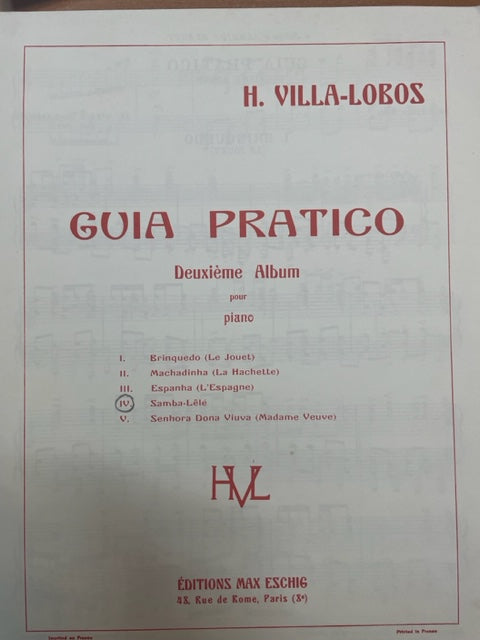 H. VILLA-LOBOS
GUIA PRATICO
Deuxième Album
pour
piano
I. Brinquedo (Le Jouet)
II. Machadinha (La Hachette)
III. Espanha (L'Espagne)
IV. Samba-Lêlé
V. Senhora Dona Viuva (Madame Veuve)
HVL
ÉDITIONS MAX ESCHIG
48, Rue de Rome, Paris (8e)
Imprimé en France
Printed in France